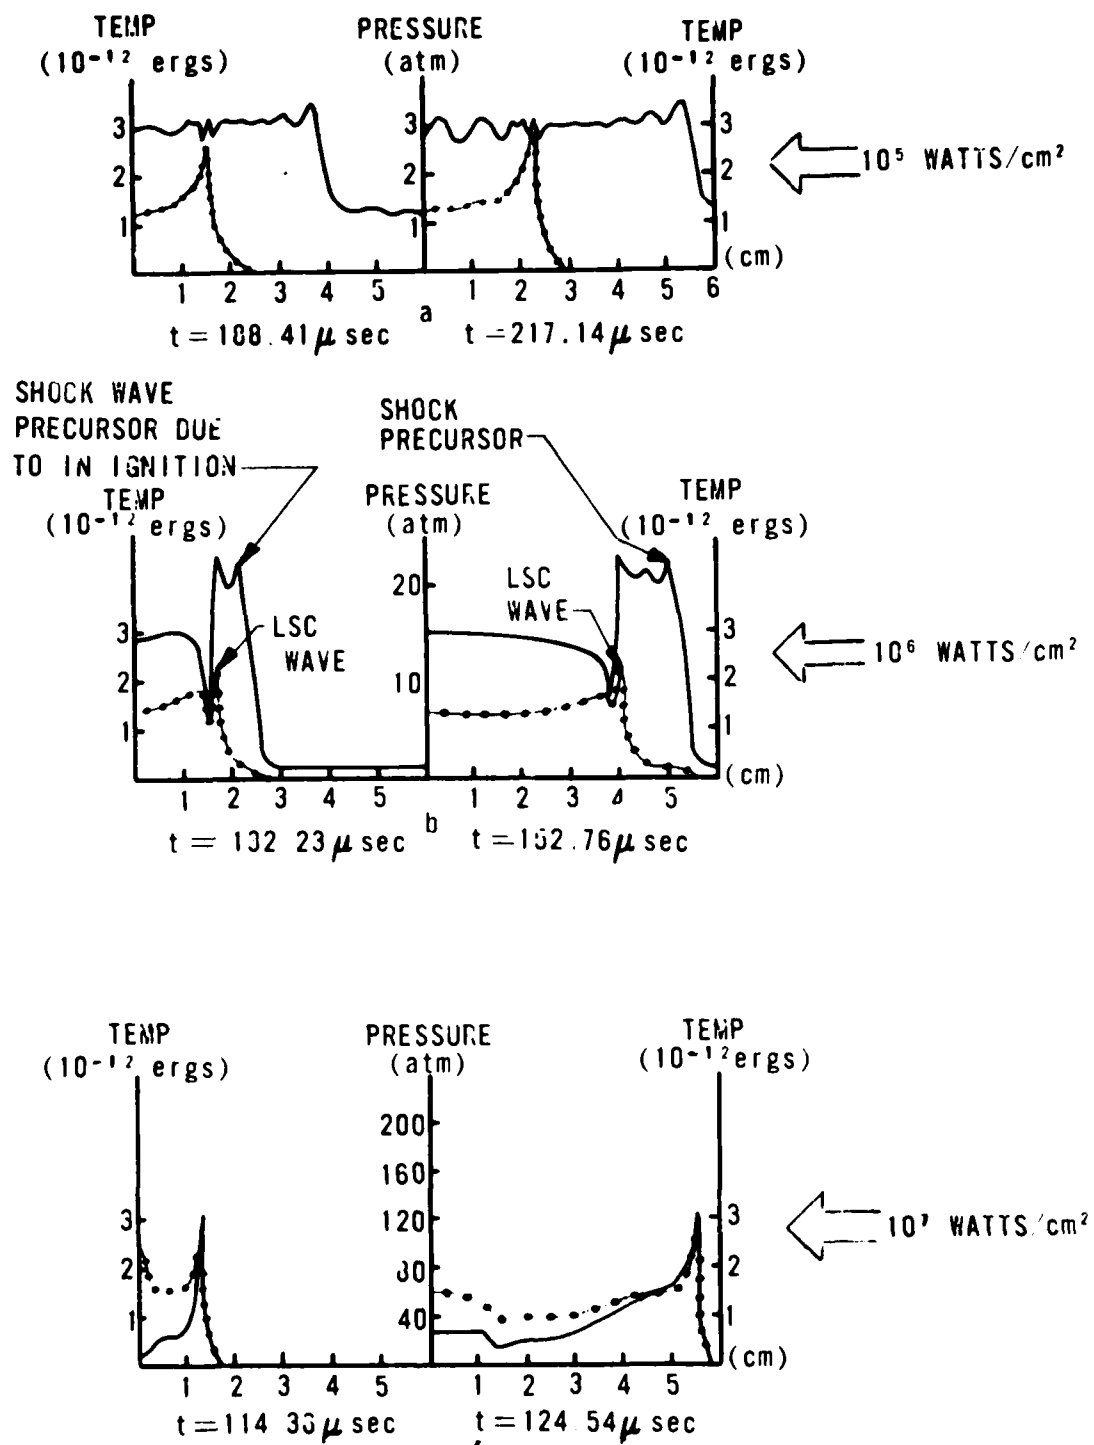 TEMP PRESSURE TEMP
(10-12 ergs) (atm) (10-12 ergs)
3 3 3
2 2 2
1 1 1
10⁵ WATTS/cm²
(cm)
1 2 3 4 5 1 2 3 4 5 6
a
t = 188.41 μ sec t = 217.14 μ sec
SHOCK WAVE
PRECURSOR DUE
TO IN IGNITION
SHOCK
PRECURSOR
TEMP PRESSURE TEMP
(10-12 ergs) (atm) (10-12 ergs)
20
10
3 3
2 2
1 1
LSC
WAVE
LSC
WAVE
10⁶ WATTS/cm²
(cm)
1 2 3 4 5 1 2 3 4 5
b
t = 132 23 μ sec t = 152.76 μ sec
TEMP PRESSURE TEMP
(10-12 ergs) (atm) (10-12 ergs)
200
160
120
80
40
3 3
2 2
1 1
10⁷ WATTS/cm²
(cm)
1 2 3 4 5 1 2 3 4 5
t = 114 μ sec t = 124 54 μ sec